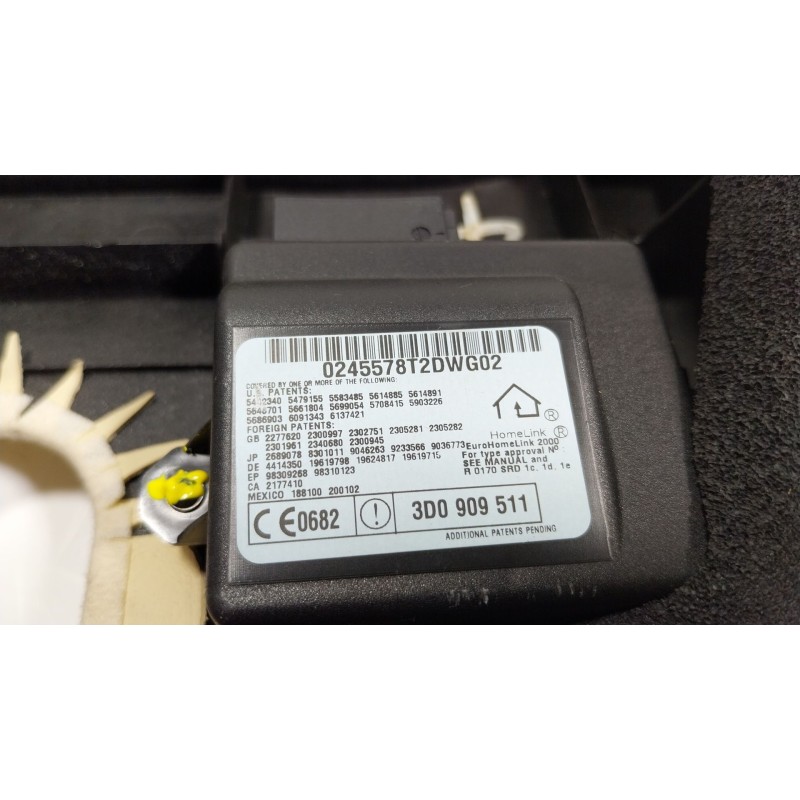 0245578T2DWG02
COVERED BY ONE OR MORE OF THE FOLLOWING:
U.S. PATENTS:
5442340 5479155 5583485 5614885 5614891
5646701 5661804 5699054 5708415 5903226
5686903 6091343 6137421
FOREIGN PATENTS:
GB 2277620 2300997 2302751 2305281 2305282
2301961 2340680 2300945
JP 2689078 8301011 9046263 9233566 9036773
DE 4414350 19619798 19624817 19619715
EP 98309268 98310123
CA 2177410
MEXICO 188100 200102
HomeLink®
EuroHomeLink 2000
For type approval Nº
SEE MANUAL and
R 0170 SRD 1c. 1d. 1e
CE0682
3D0 909 511
ADDITIONAL PATENTS PENDING